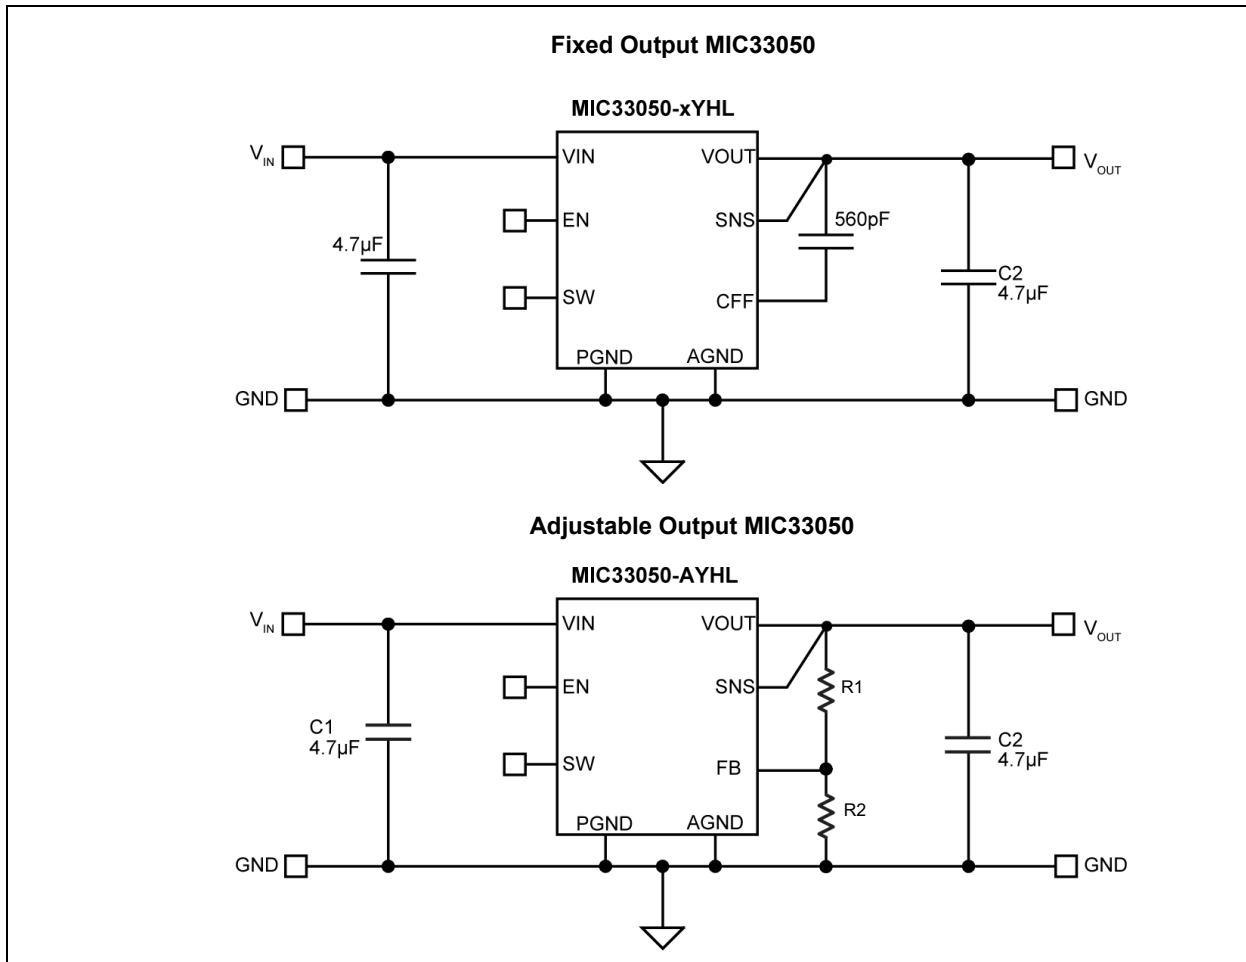 Fixed Output MIC33050
MIC33050-xYHL
VIN
VIN
VOUT
VOUT
EN
SNS
560pF
4.7µF
SW
CFF
C2
4.7µF
PGND
AGND
GND
GND
Adjustable Output MIC33050
MIC33050-AYHL
VIN
VIN
VOUT
VOUT
EN
SNS
R1
C1
4.7µF
SW
FB
C2
4.7µF
R2
PGND
AGND
GND
GND